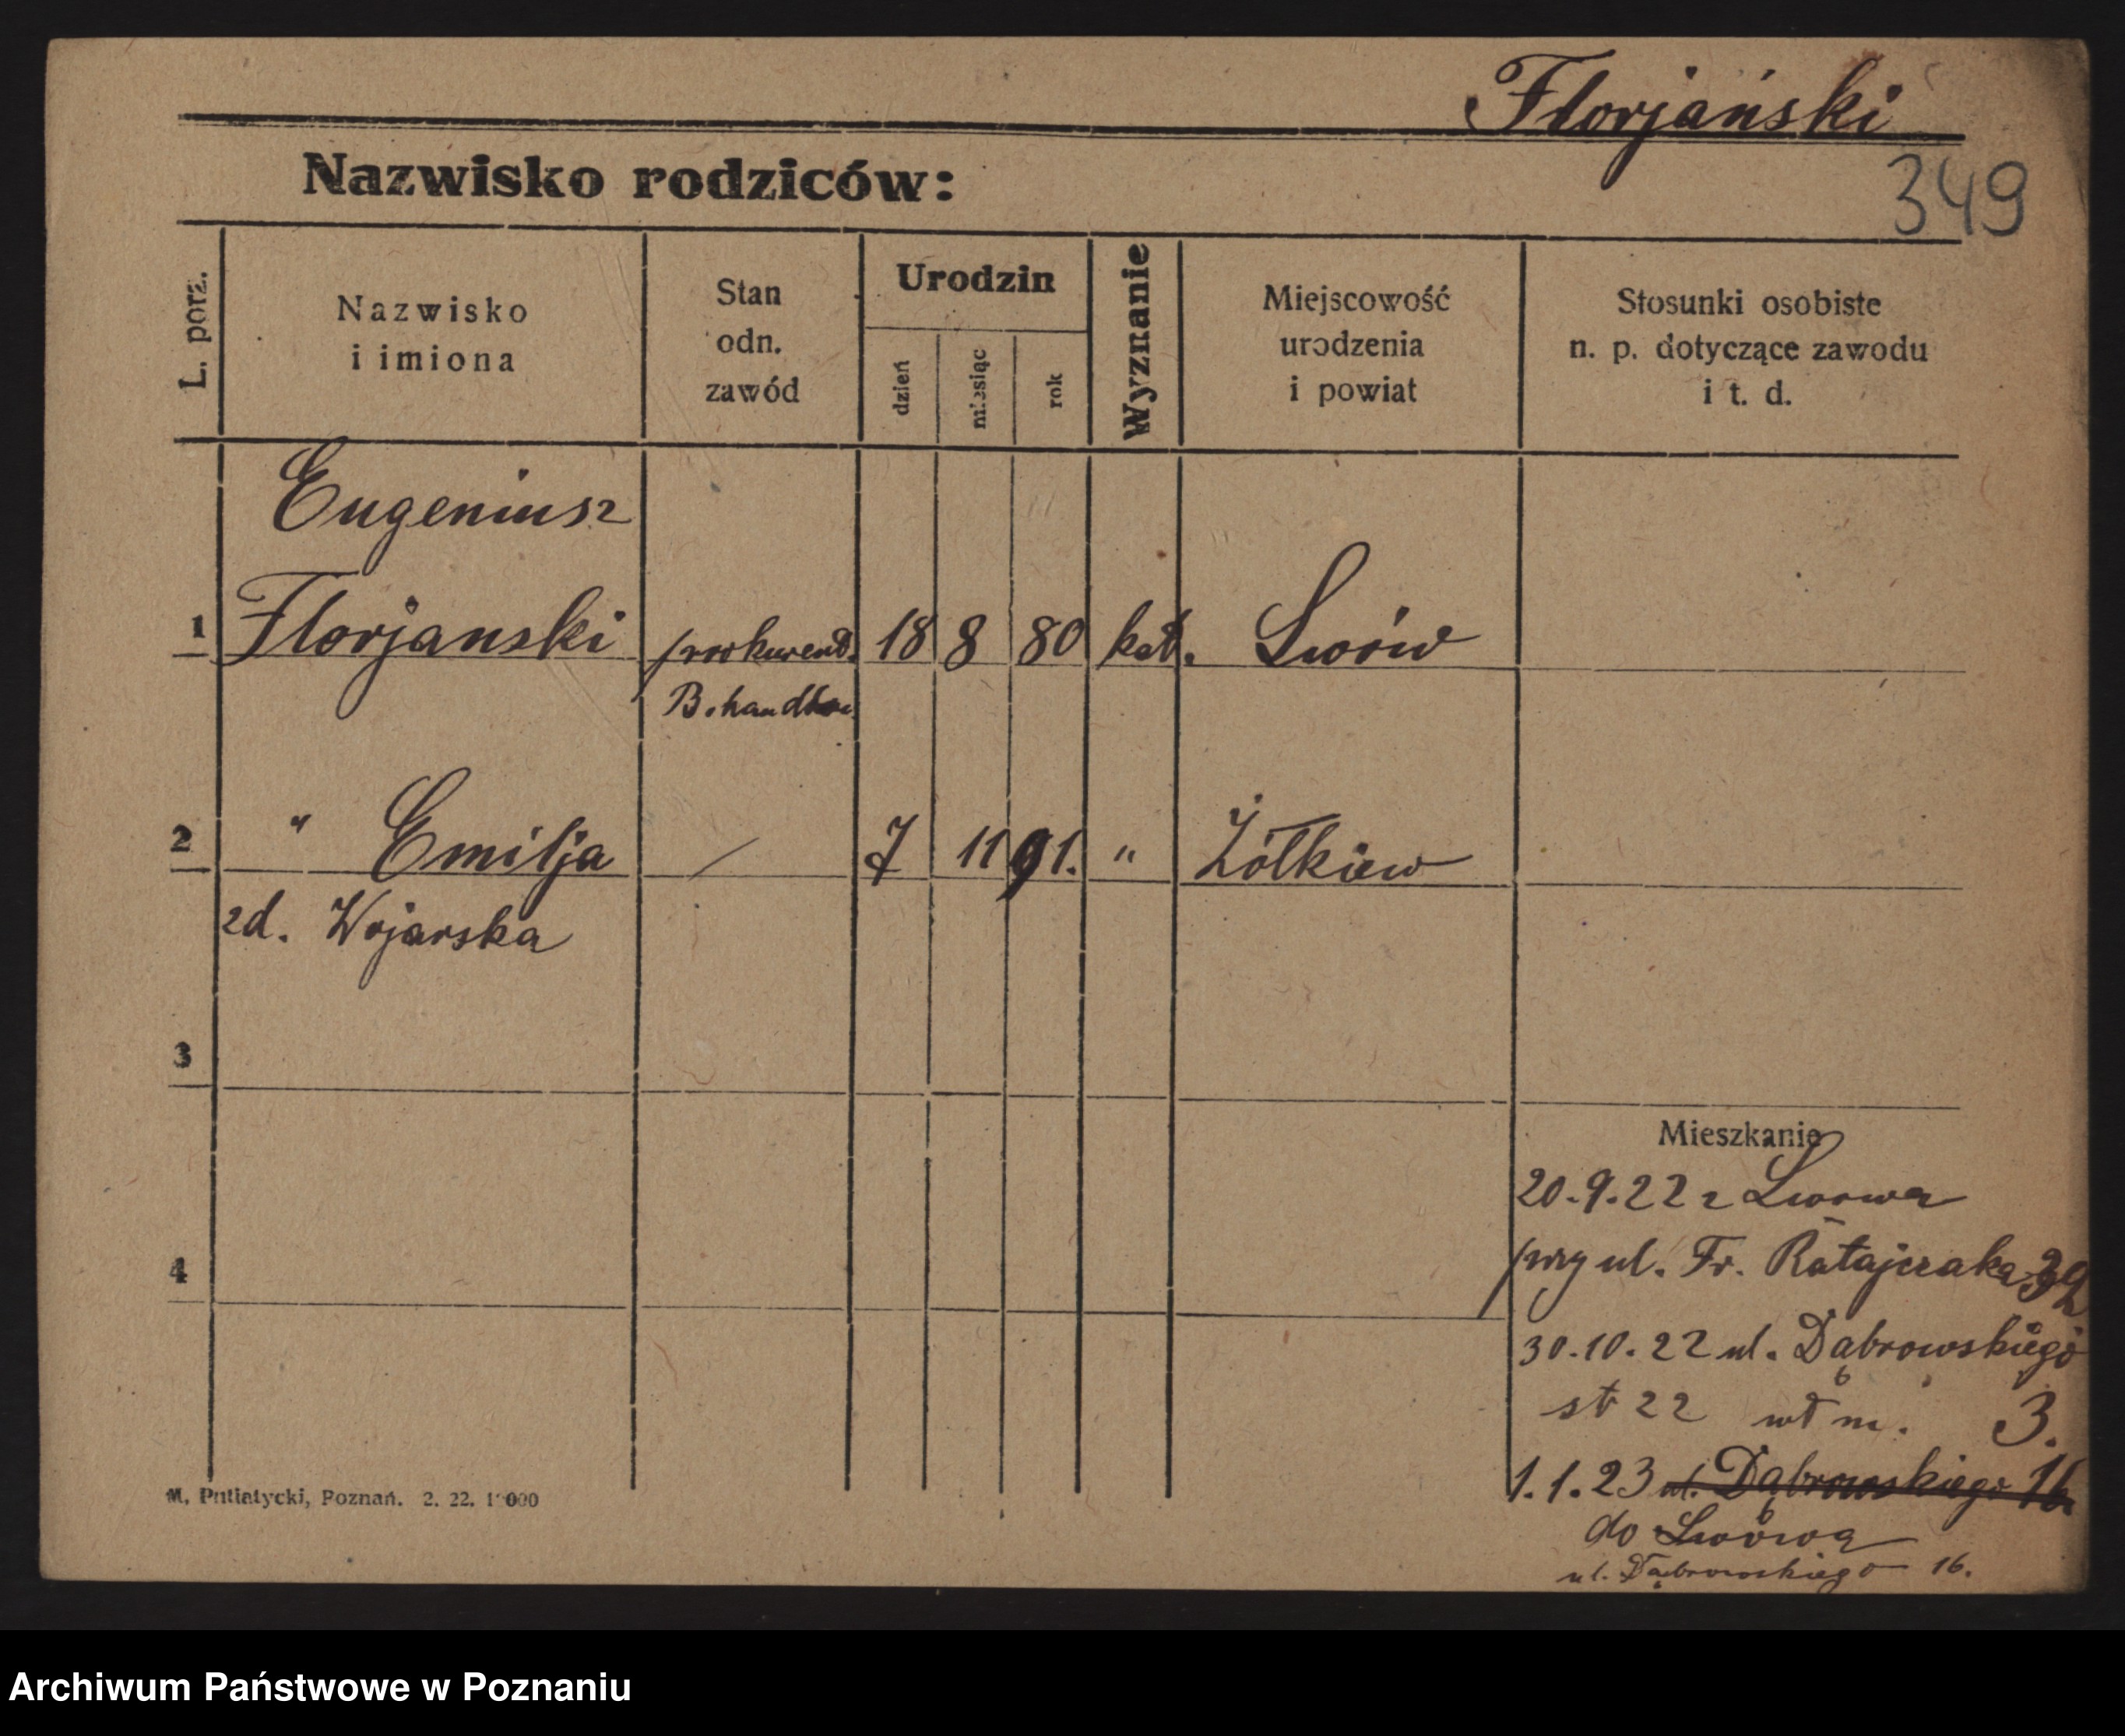 Florjański
349
Nazwisko rodziców:
L. porz.
Nazwisko
i imiona
Stan
odn.
zawód
Urodzin
dzień
miesiąc
rok
Wyznanie
Miejscowość
urodzenia
i powiat
Stosunki osobiste
n. p. dotyczące zawodu
i t. d.
Eugeniusz
1 Florjanski prokurent. 18 8 80 kat. Lwów
B. handlow.
2 " Emilja / 7 11 91. " Żółkiew
zd. Wojarska
3
Mieszkanie
20.9.22 z Lwowa
4
przy ul. Fr. Ratajczaka 39
30.10.22 ul. Dąbrowskiego
st 22 wł m. 3.
1.1.23 ul. Dąbrowskiego 16
do Lwowa
ul. Dąbrowskiego 16.
M. Putiatycki, Poznań. 2. 22. 10000
Archiwum Państwowe w Poznaniu